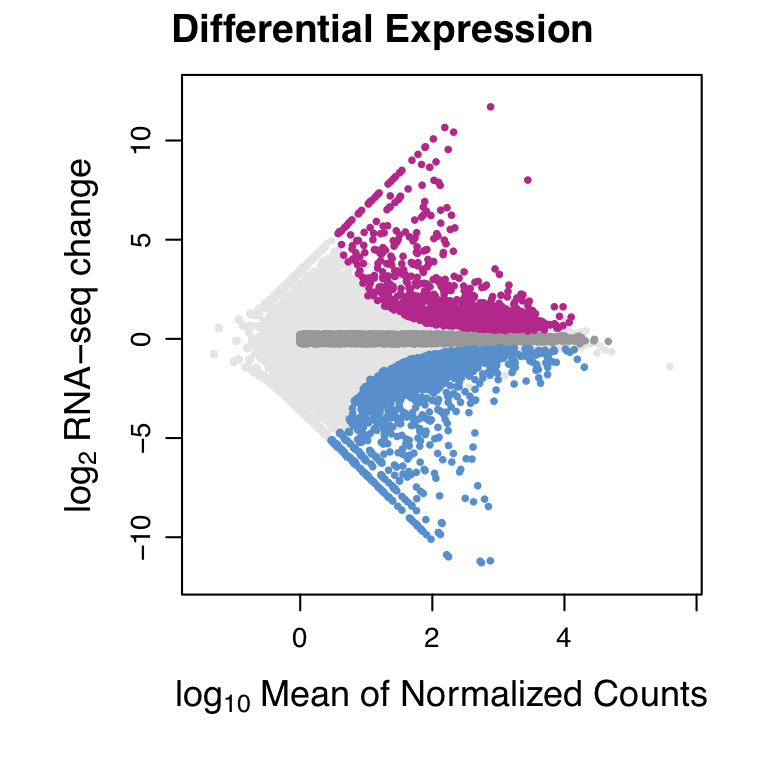 Differential Expression
log₂ RNA−seq change
10
5
0
−5
−10
0
2
4
log₁₀ Mean of Normalized Counts